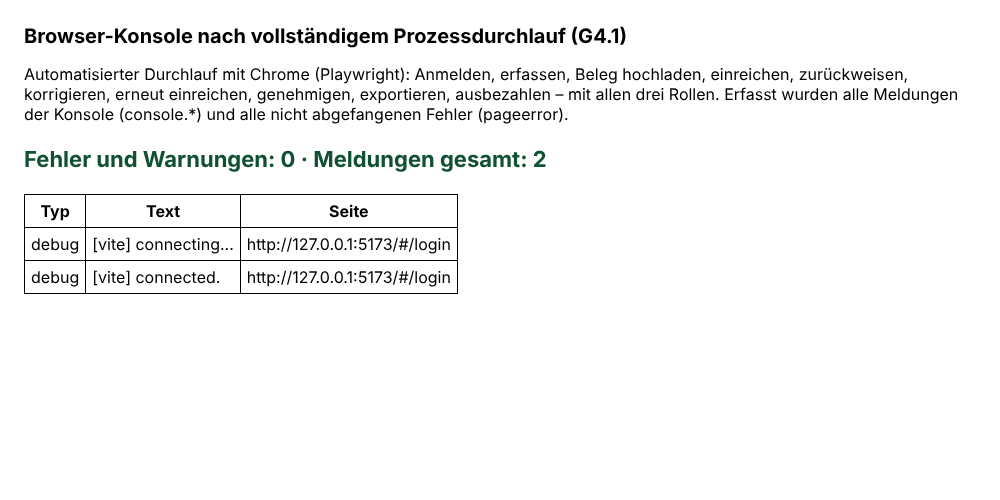 Browser-Konsole nach vollständigem Prozessdurchlauf (G4.1)
Automatisierter Durchlauf mit Chrome (Playwright): Anmelden, erfassen, Beleg hochladen, einreichen, zurückweisen,
korrigieren, erneut einreichen, genehmigen, exportieren, ausbezahlen – mit allen drei Rollen. Erfasst wurden alle Meldungen
der Konsole (console.*) und alle nicht abgefangenen Fehler (pageerror).
Fehler und Warnungen: 0 · Meldungen gesamt: 2
Typ Text Seite
debug [vite] connecting... http://127.0.0.1:5173/#/login
debug [vite] connected. http://127.0.0.1:5173/#/login